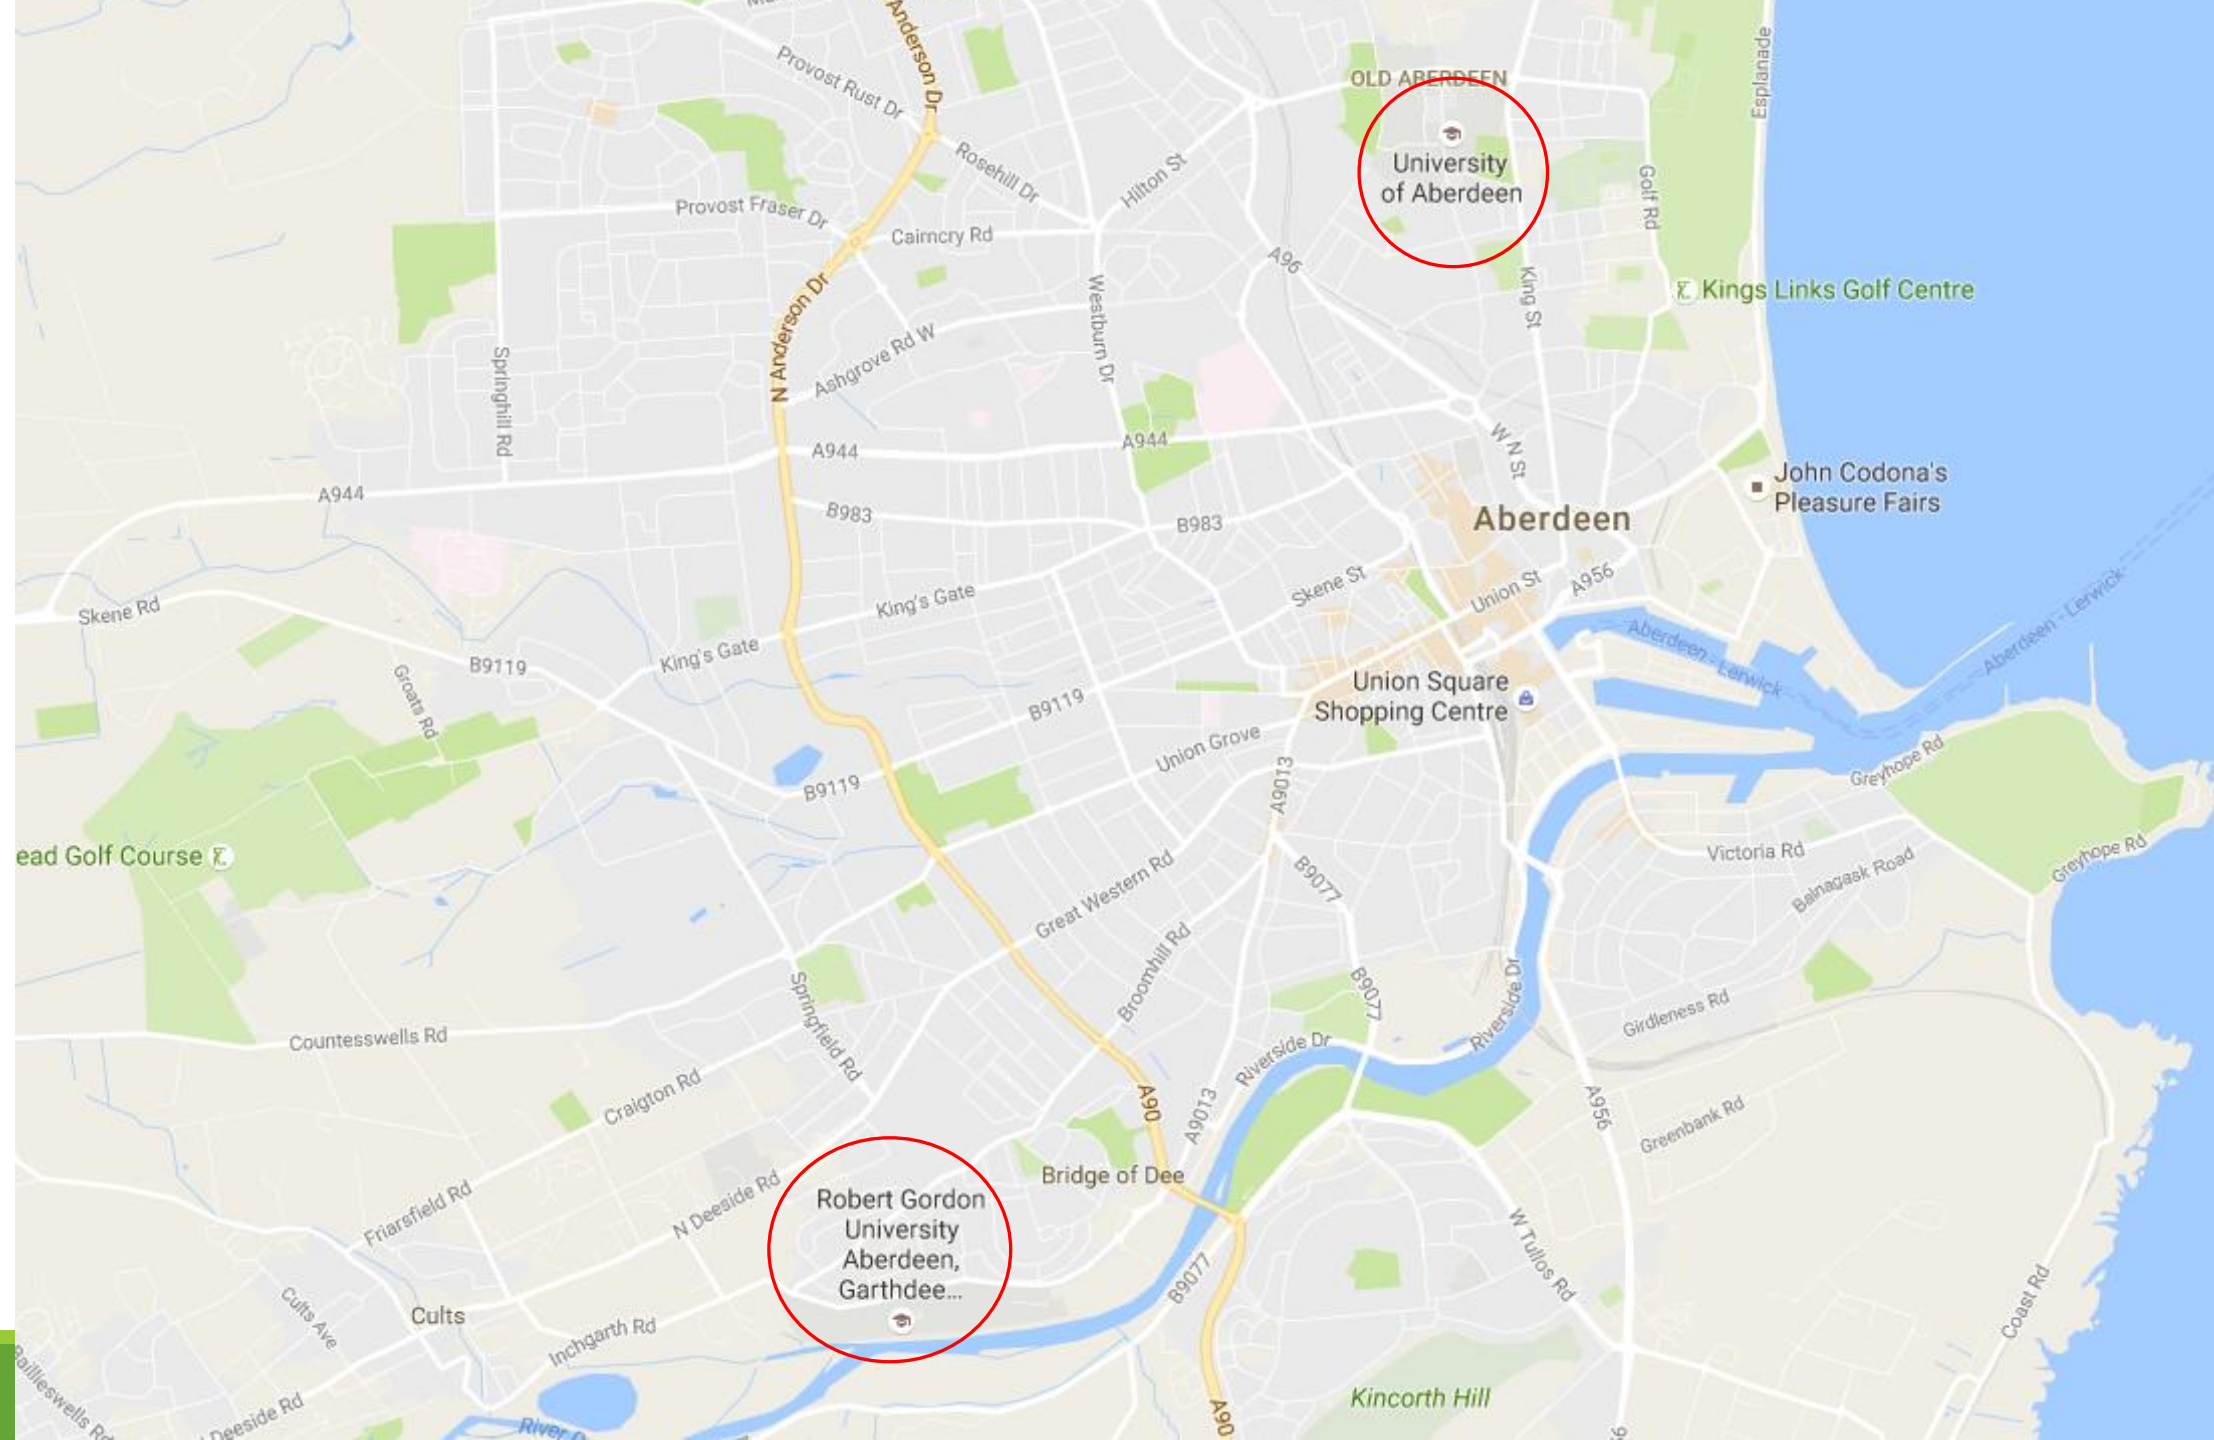 Anderson Dr
Provost Rust Dr
OLD ABERDEEN
Esplanade
University
of Aberdeen
Rosehill Dr
Hilton St
Golf Rd
Provost Fraser Dr
Cairncry Rd
A96
King St
Kings Links Golf Centre
N Anderson Dr
Westburn Dr
Ashgrove Rd W
Springhill Rd
A944
A944
A944
W N St
John Codona's
Pleasure Fairs
B983
B983
Aberdeen
Skene Rd
King's Gate
Skene St
Union St
A956
Aberdeen - Lerwick
Aberdeen - Lerwick
King's Gate
B9119
Groats Rd
B9119
Union Square
Shopping Centre
Union Grove
B9119
A9013
Greyhope Rd
ead Golf Course
Great Western Rd
B9077
Victoria Rd
Balnagask Road
Greyhope Rd
Broomhill Rd
Springfield Rd
B9077
Riverside Dr
Girdleness Rd
Countesswells Rd
Riverside Dr
Craigton Rd
A90
A9013
A956
Greenbank Rd
Bridge of Dee
Friarsfield Rd
N Deeside Rd
Robert Gordon
University
Aberdeen,
Garthdee...
W Tullos Rd
B9077
Cults Ave
Cults
Inchgarth Rd
Coast Rd
Baillieswells Rd
Deeside Rd
River D
A90
Kincorth Hill